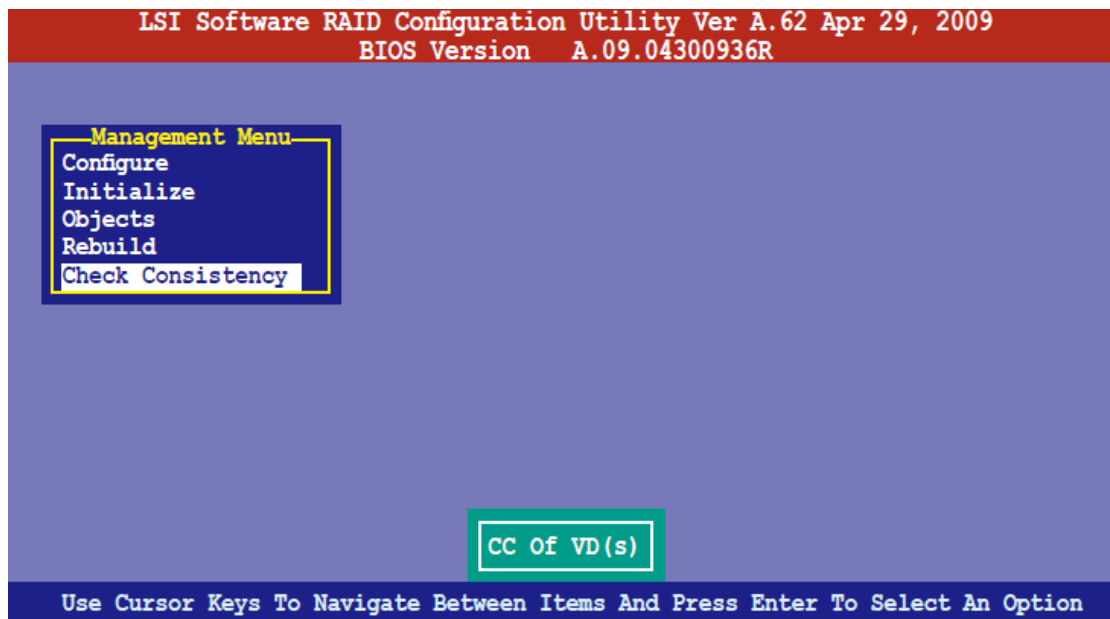 LSI Software RAID Configuration Utility Ver A.62 Apr 29, 2009
BIOS Version A.09.04300936R
Management Menu
Configure
Initialize
Objects
Rebuild
Check Consistency
CC Of VD(s)
Use Cursor Keys To Navigate Between Items And Press Enter To Select An Option